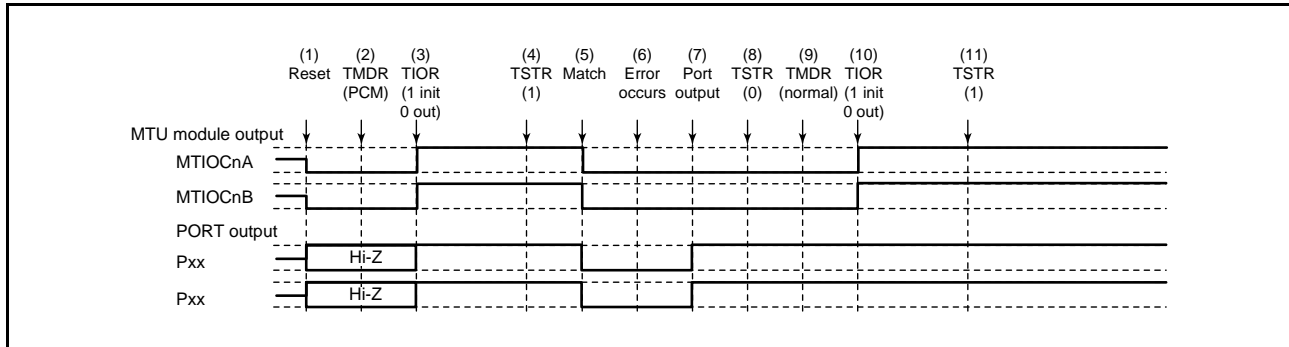 (1) (2) (3) (4) (5) (6) (7) (8) (9) (10) (11)
Reset TMDR TIOR TSTR Match Error Port TSTR TMDR TIOR TSTR
(PCM) (1 init (1) occurs output (0) (normal) (1 init (1)
0 out) 0 out)
MTU module output
MTIOCnA
MTIOCnB
PORT output
Pxx Hi-Z
Pxx Hi-Z